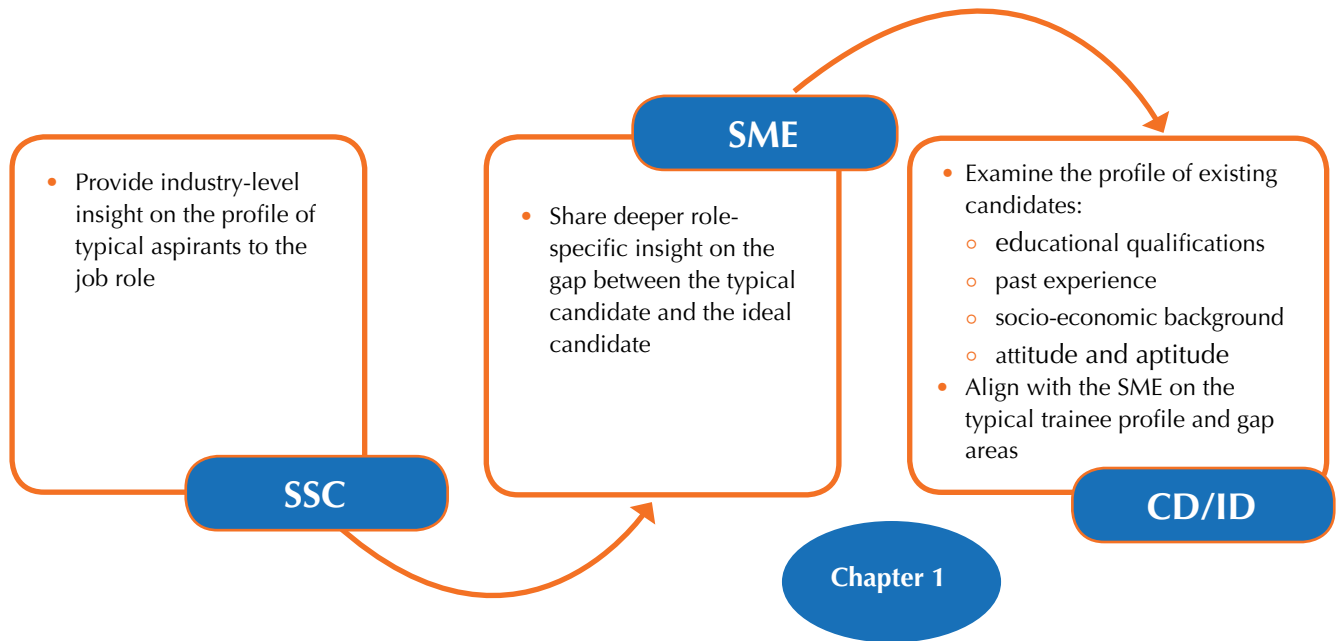 • Provide industry-level
insight on the profile of
typical aspirants to the
job role
SSC
SME
• Share deeper role-
specific insight on the
gap between the typical
candidate and the ideal
candidate
• Examine the profile of existing
candidates:
○ educational qualifications
○ past experience
○ socio-economic background
○ attitude and aptitude
• Align with the SME on the
typical trainee profile and gap
areas
CD/ID
Chapter 1